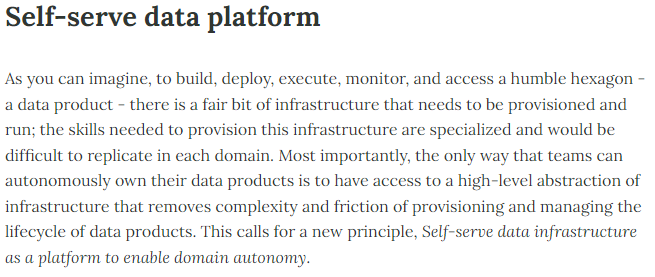 Self-serve data platform
As you can imagine, to build, deploy, execute, monitor, and access a humble hexagon -
a data product - there is a fair bit of infrastructure that needs to be provisioned and
run; the skills needed to provision this infrastructure are specialized and would be
difficult to replicate in each domain. Most importantly, the only way that teams can
autonomously own their data products is to have access to a high-level abstraction of
infrastructure that removes complexity and friction of provisioning and managing the
lifecycle of data products. This calls for a new principle, Self-serve data infrastructure
as a platform to enable domain autonomy.